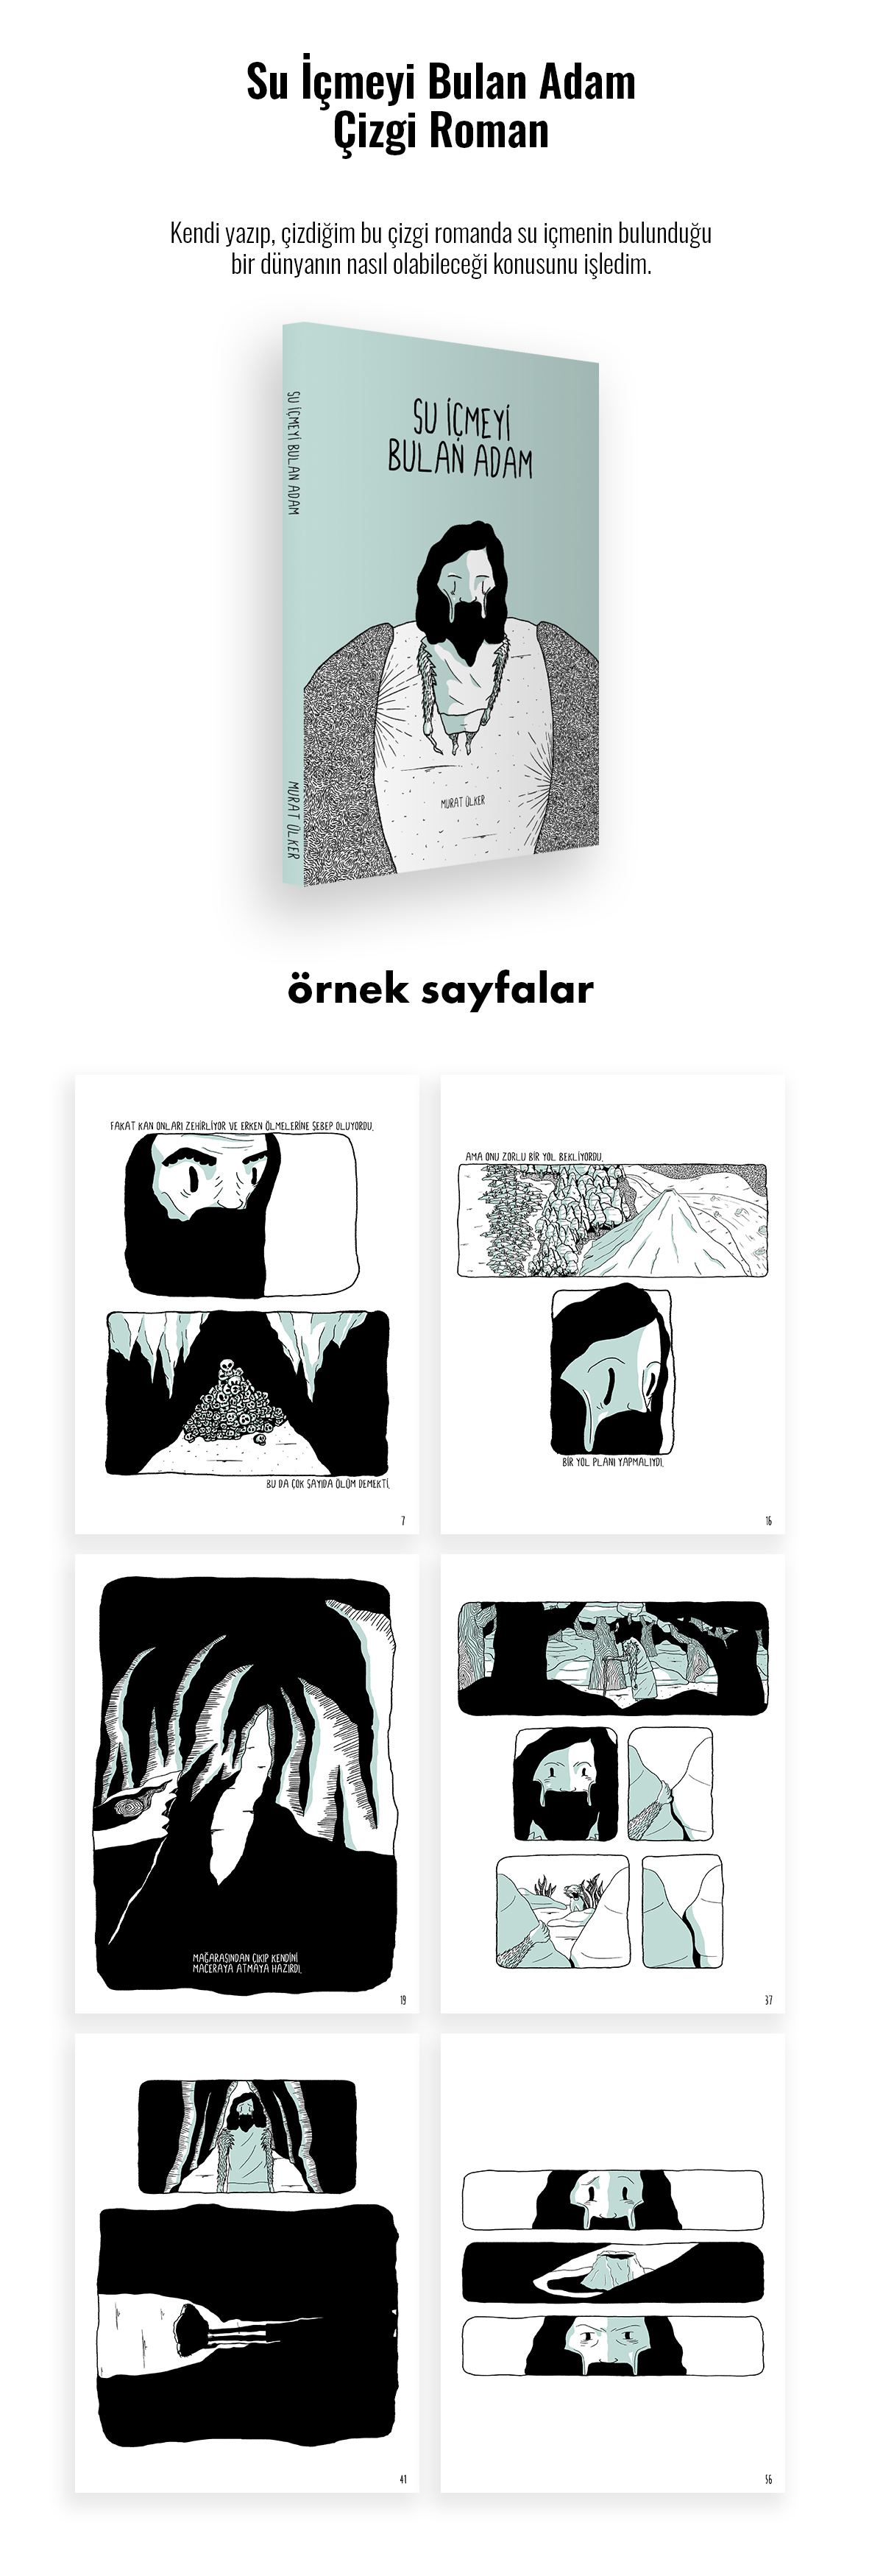 Su İçmeyi Bulan Adam
Çizgi Roman
Kendi yazıp, çizdiğim bu çizgi romanda su içmenin bulunduğu
bir dünyanın nasıl olabileceği konusunu işledim.
SU İÇMEYİ BULAN ADAM
MURAT ÜLKER
SU İÇMEYİ
BULAN ADAM
MURAT ÜLKER
örnek sayfalar
FAKAT KAN ONLARI ZEHİRLİYOR VE ERKEN ÖLMELERİNE SEBEP OLUYORDU.
BU DA ÇOK SAYIDA ÖLÜM DEMEKTİ.
7
AMA ONU ZORLU BİR YOL BEKLİYORDU.
BİR YOL PLANI YAPMALIYDI.
16
MAĞARASINDAN ÇIKIP KENDİNİ
MACERAYA ATMAYA HAZIRDI.
19
37
41
56